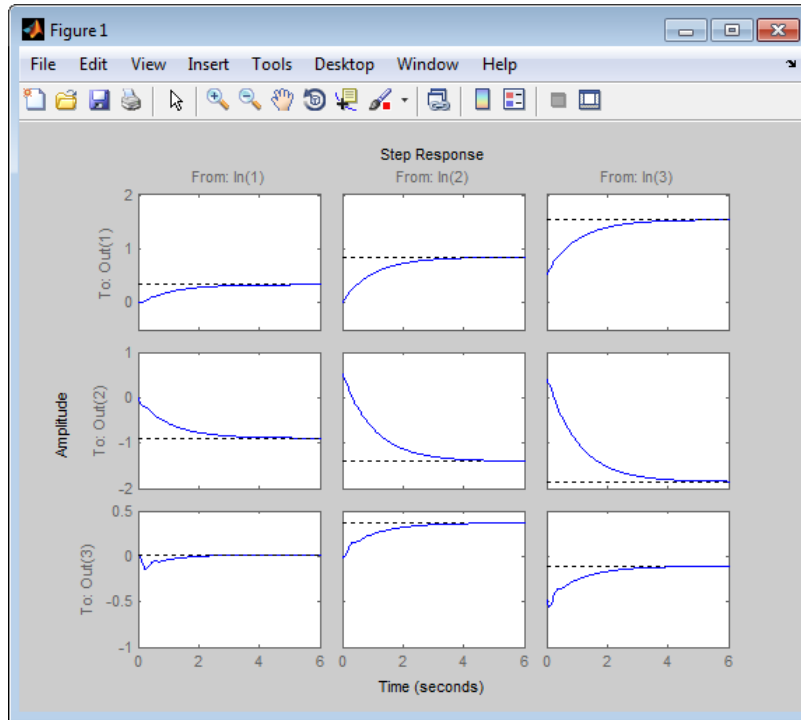 Figure 1
File Edit View Insert Tools Desktop Window Help
Step Response
From: In(1) From: In(2) From: In(3)
To: Out(1)
2
1
0
To: Out(2)
1
0
-1
-2
To: Out(3)
0.5
0
-0.5
-1
Amplitude
0 2 4 6 0 2 4 6 0 2 4 6
Time (seconds)